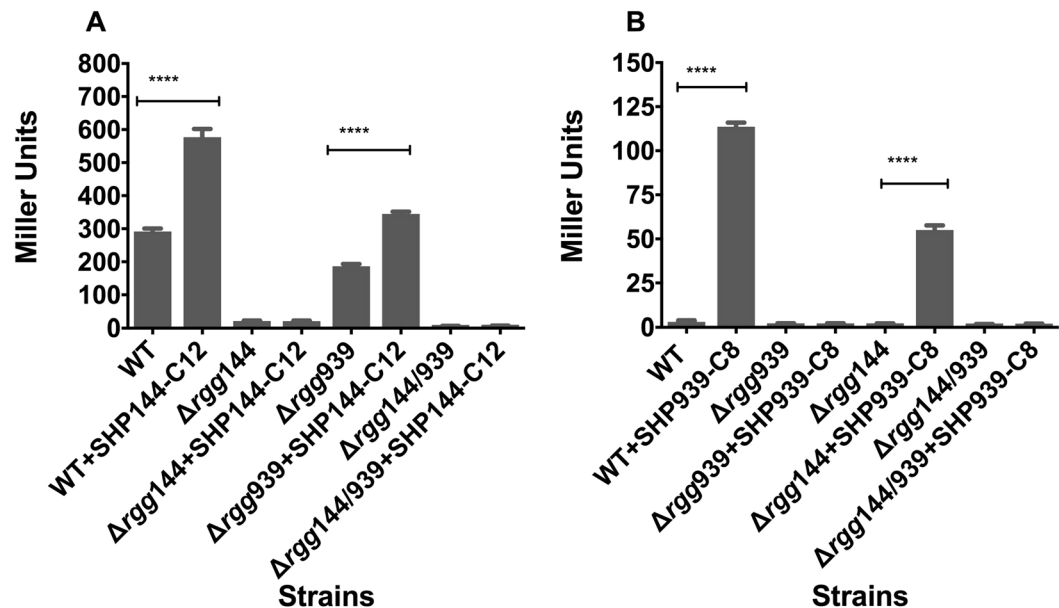 A
Miller Units
800
700
600
500
400
300
200
100
0
****
****
WT
WT+SHP144-C12
Δrgg144
Δrgg144+SHP144-C12
Δrgg939
Δrgg939+SHP144-C12
Δrgg144/939
Δrgg144/939+SHP144-C12
Strains
B
Miller Units
150
125
100
75
50
25
0
****
****
WT
WT+SHP939-C8
Δrgg939
Δrgg939+SHP939-C8
Δrgg144
Δrgg144+SHP939-C8
Δrgg144/939
Δrgg144/939+SHP939-C8
Strains